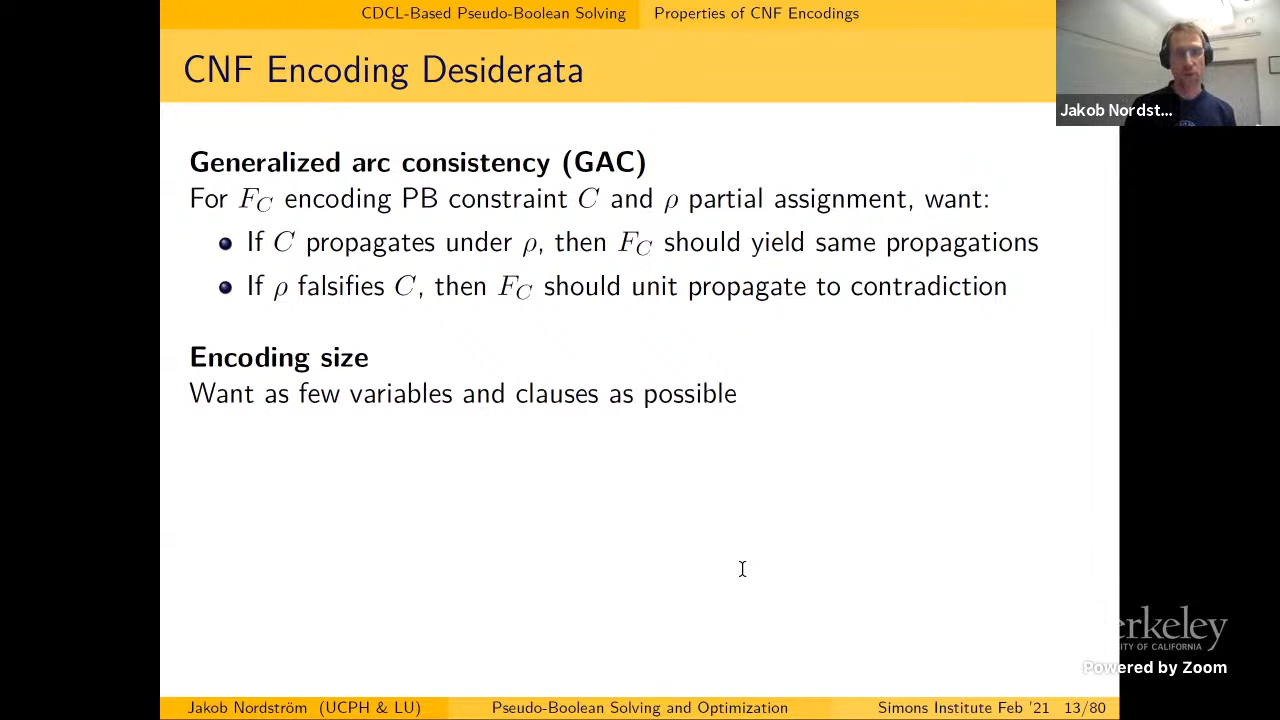 CDCL-Based Pseudo-Boolean Solving Properties of CNF Encodings
CNF Encoding Desiderata
Jakob Nordst...
Generalized arc consistency (GAC)
For F_C encoding PB constraint C and ρ partial assignment, want:
If C propagates under ρ, then F_C should yield same propagations
If ρ falsifies C, then F_C should unit propagate to contradiction
Encoding size
Want as few variables and clauses as possible
erkeley
TY OF CALIFORNIA
Powered by Zoom
Jakob Nordström (UCPH & LU) Pseudo-Boolean Solving and Optimization Simons Institute Feb '21 13/80